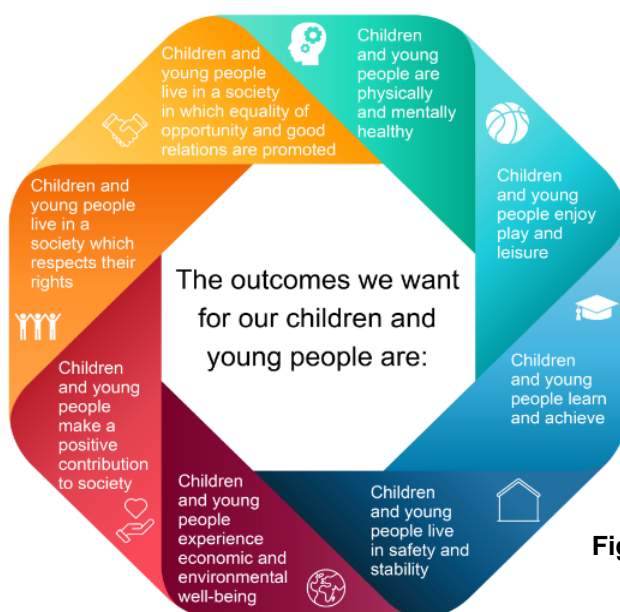 The outcomes we want
for our children and
young people are:
Children
and young
people are
physically
and mentally
healthy
Children
and young
people enjoy
play and
leisure
Children
and young
people learn
and achieve
Children
and young
people live
in safety and
stability
Children
and young
people
experience
economic and
environmental
well-being
Children
and young
people
make a
positive
contribution
to society
Children and
young people
live in a
society which
respects their
rights
Children and
young people
live in a society
in which equality of
opportunity and good
relations are promoted
Fig